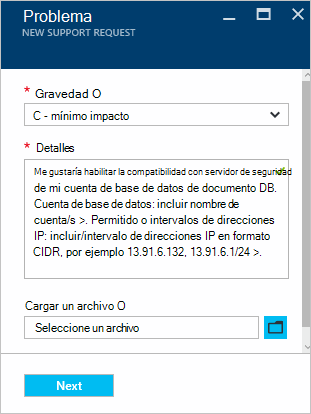 Problema
NEW SUPPORT REQUEST
* Gravedad O
C - mínimo impacto
* Detalles
Me gustaría habilitar la compatibilidad con servidor de seguridad
de mi cuenta de base de datos de documento DB.
Cuenta de base de datos: incluir nombre de
cuenta/s >. Permitido o intervalos de direcciones
IP: incluir/intervalo de direcciones IP en formato
CIDR, por ejemplo 13.91.6.132, 13.91.6.1/24 >.
Cargar un archivo O
Seleccione un archivo
Next